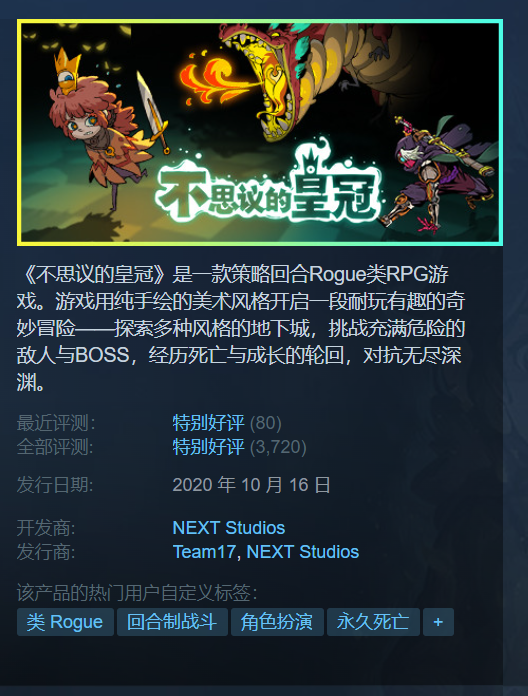 不思议的皇冠
《不思议的皇冠》是一款策略回合Rogue类RPG游
戏。游戏用纯手绘的美术风格开启一段耐玩有趣的奇
妙冒险——探索多种风格的地下城，挑战充满危险的
敌人与BOSS，经历死亡与成长的轮回，对抗无尽深
渊。
最近评测： 特别好评 (80)
全部评测: 特别好评 (3,720)
发行日期: 2020 年 10 月 16 日
开发商: NEXT Studios
发行商: Team17, NEXT Studios
该产品的热门用户自定义标签：
类 Rogue 回合制战斗 角色扮演 永久死亡 +